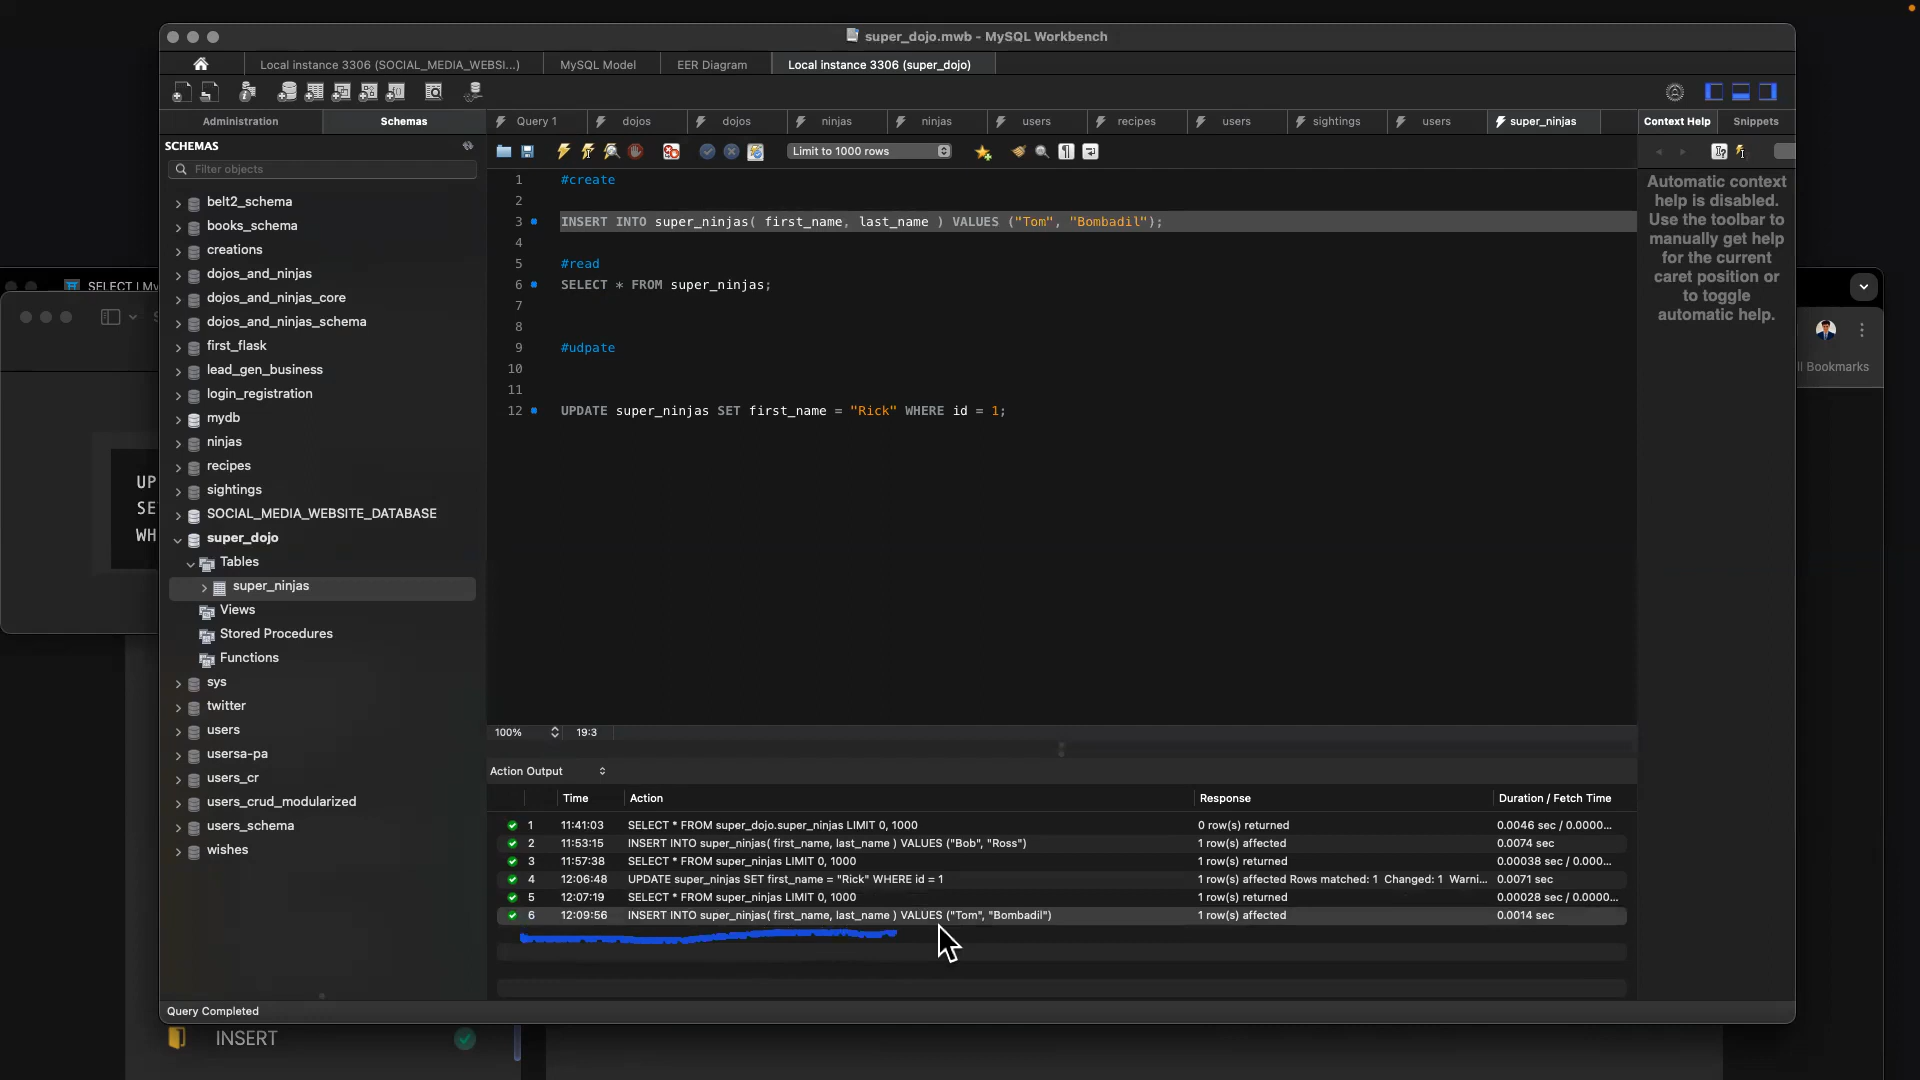 super_dojo.mwb - MySQL Workbench
Local instance 3306 (SOCIAL_MEDIA_WEBSI...)
MySQL Model
EER Diagram
Local instance 3306 (super_dojo)
Administration
Schemas
Query 1
dojos
dojos
ninjas
ninjas
users
recipes
users
sightings
users
super_ninjas
Context Help
Snippets
SCHEMAS
Filter objects
Limit to 1000 rows
belt2_schema
books_schema
creations
dojos_and_ninjas
dojos_and_ninjas_core
dojos_and_ninjas_schema
first_flask
lead_gen_business
login_registration
mydb
ninjas
recipes
sightings
SOCIAL_MEDIA_WEBSITE_DATABASE
super_dojo
Tables
super_ninjas
Views
Stored Procedures
Functions
sys
twitter
users
usersa-pa
users_cr
users_crud_modularized
users_schema
wishes
1 #create
2
3 INSERT INTO super_ninjas( first_name, last_name ) VALUES ("Tom", "Bombadil");
4
5 #read
6 SELECT * FROM super_ninjas;
7
8
9 #udpate
10
11
12 UPDATE super_ninjas SET first_name = "Rick" WHERE id = 1;
Automatic context
help is disabled.
Use the toolbar to
manually get help
for the current
caret position or
to toggle
automatic help.
SELECT | My
ll Bookmarks
UP
SE
WH
100%
19:3
Action Output
Time Action Response Duration / Fetch Time
1 11:41:03 SELECT * FROM super_dojo.super_ninjas LIMIT 0, 1000 0 row(s) returned 0.0046 sec / 0.0000...
2 11:53:15 INSERT INTO super_ninjas( first_name, last_name ) VALUES ("Bob", "Ross") 1 row(s) affected 0.0074 sec
3 11:57:38 SELECT * FROM super_ninjas LIMIT 0, 1000 1 row(s) returned 0.00038 sec / 0.000...
4 12:06:48 UPDATE super_ninjas SET first_name = "Rick" WHERE id = 1 1 row(s) affected Rows matched: 1 Changed: 1 Warni... 0.0071 sec
5 12:07:19 SELECT * FROM super_ninjas LIMIT 0, 1000 1 row(s) returned 0.00028 sec / 0.0000...
6 12:09:56 INSERT INTO super_ninjas( first_name, last_name ) VALUES ("Tom", "Bombadil") 1 row(s) affected 0.0014 sec
Query Completed
INSERT